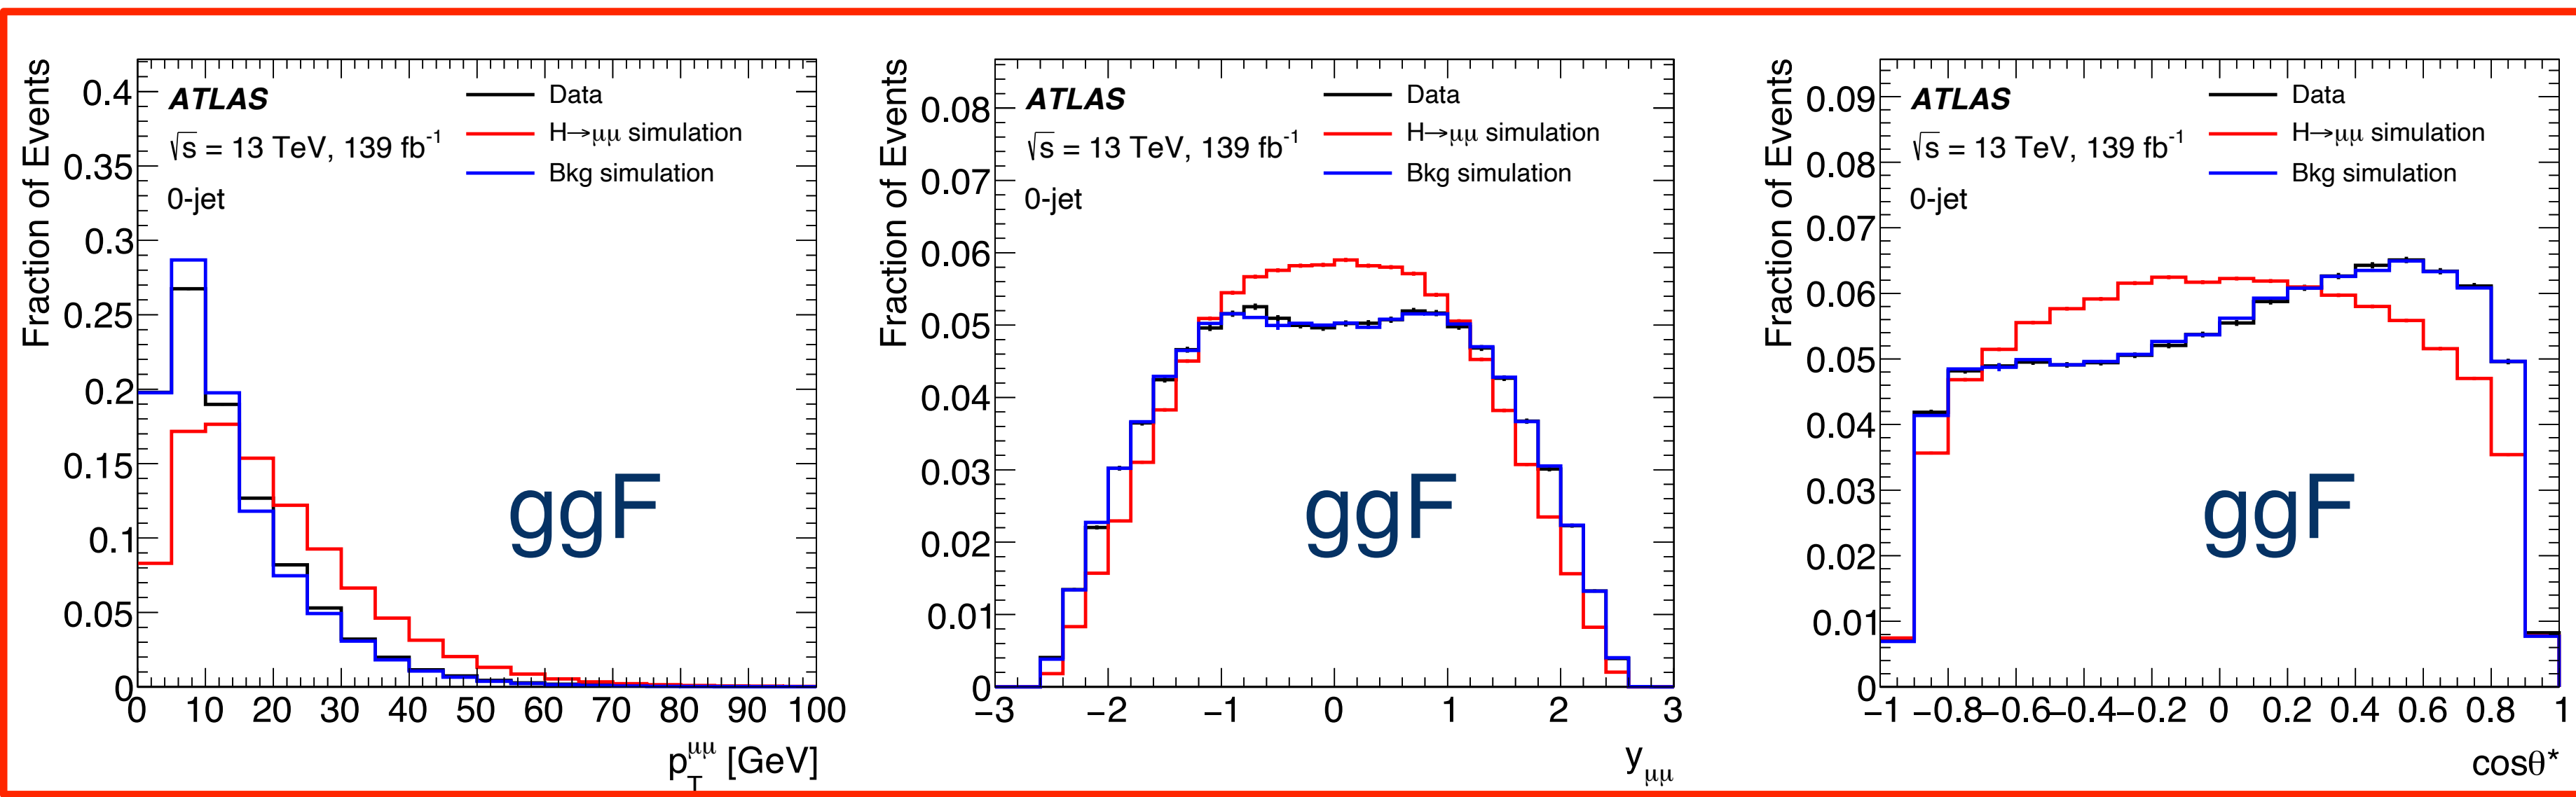 Fraction of Events
0.4
0.35
0.3
0.25
0.2
0.15
0.1
0.05
0
ATLAS
√s = 13 TeV, 139 fb⁻¹
0-jet
Data
H→μμ simulation
Bkg simulation
ggF
0 10 20 30 40 50 60 70 80 90 100
p_T^μμ [GeV]
Fraction of Events
0.08
0.07
0.06
0.05
0.04
0.03
0.02
0.01
0
ATLAS
√s = 13 TeV, 139 fb⁻¹
0-jet
Data
H→μμ simulation
Bkg simulation
ggF
−3 −2 −1 0 1 2 3
y_μμ
Fraction of Events
0.09
0.08
0.07
0.06
0.05
0.04
0.03
0.02
0.01
0
ATLAS
√s = 13 TeV, 139 fb⁻¹
0-jet
Data
H→μμ simulation
Bkg simulation
ggF
−1 −0.8 −0.6 −0.4 −0.2 0 0.2 0.4 0.6 0.8 1
cosθ*